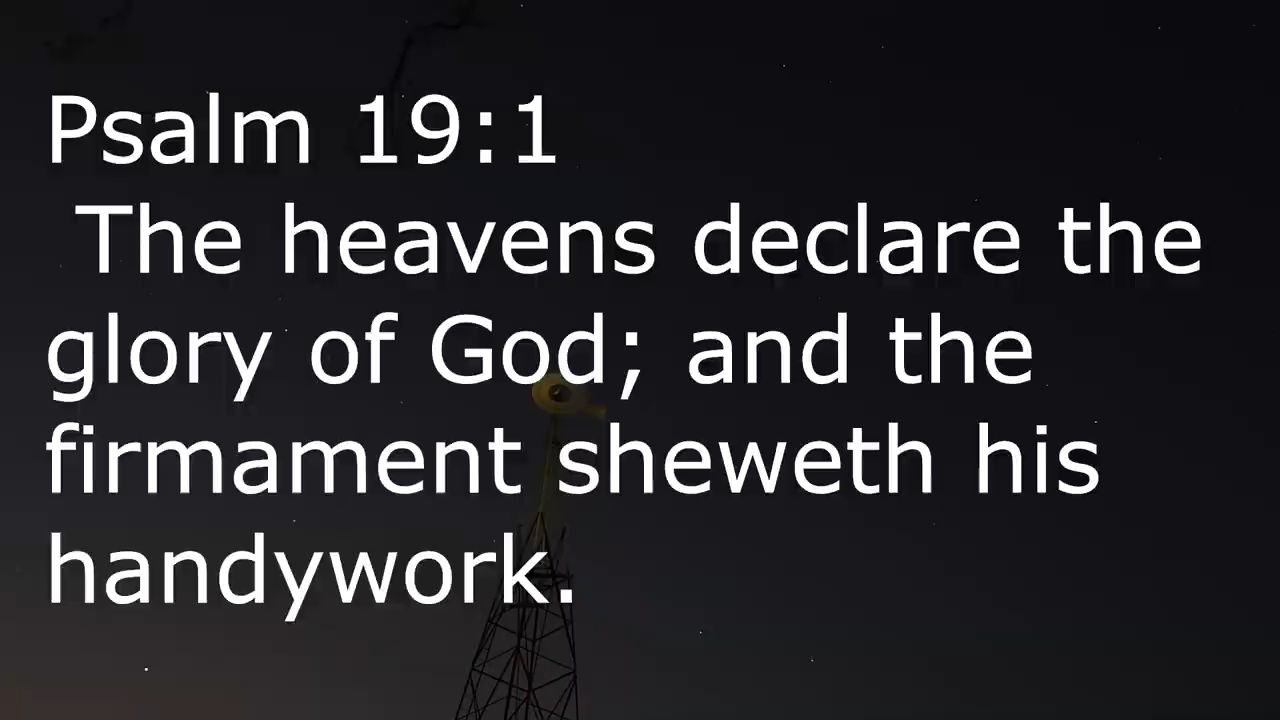 Psalm 19:1
The heavens declare the
glory of God; and the
firmament sheweth his
handywork.